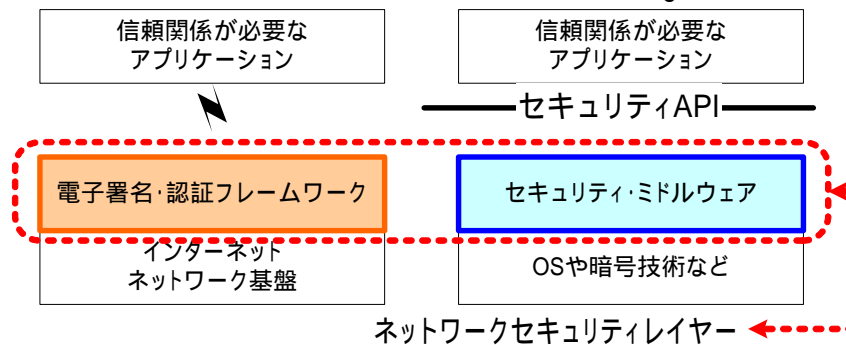 信頼関係が必要な
アプリケーション
信頼関係が必要な
アプリケーション
セキュリティAPI
電子署名・認証フレームワーク
セキュリティ・ミドルウェア
インターネット
ネットワーク基盤
OSや暗号技術など
ネットワークセキュリティレイヤー